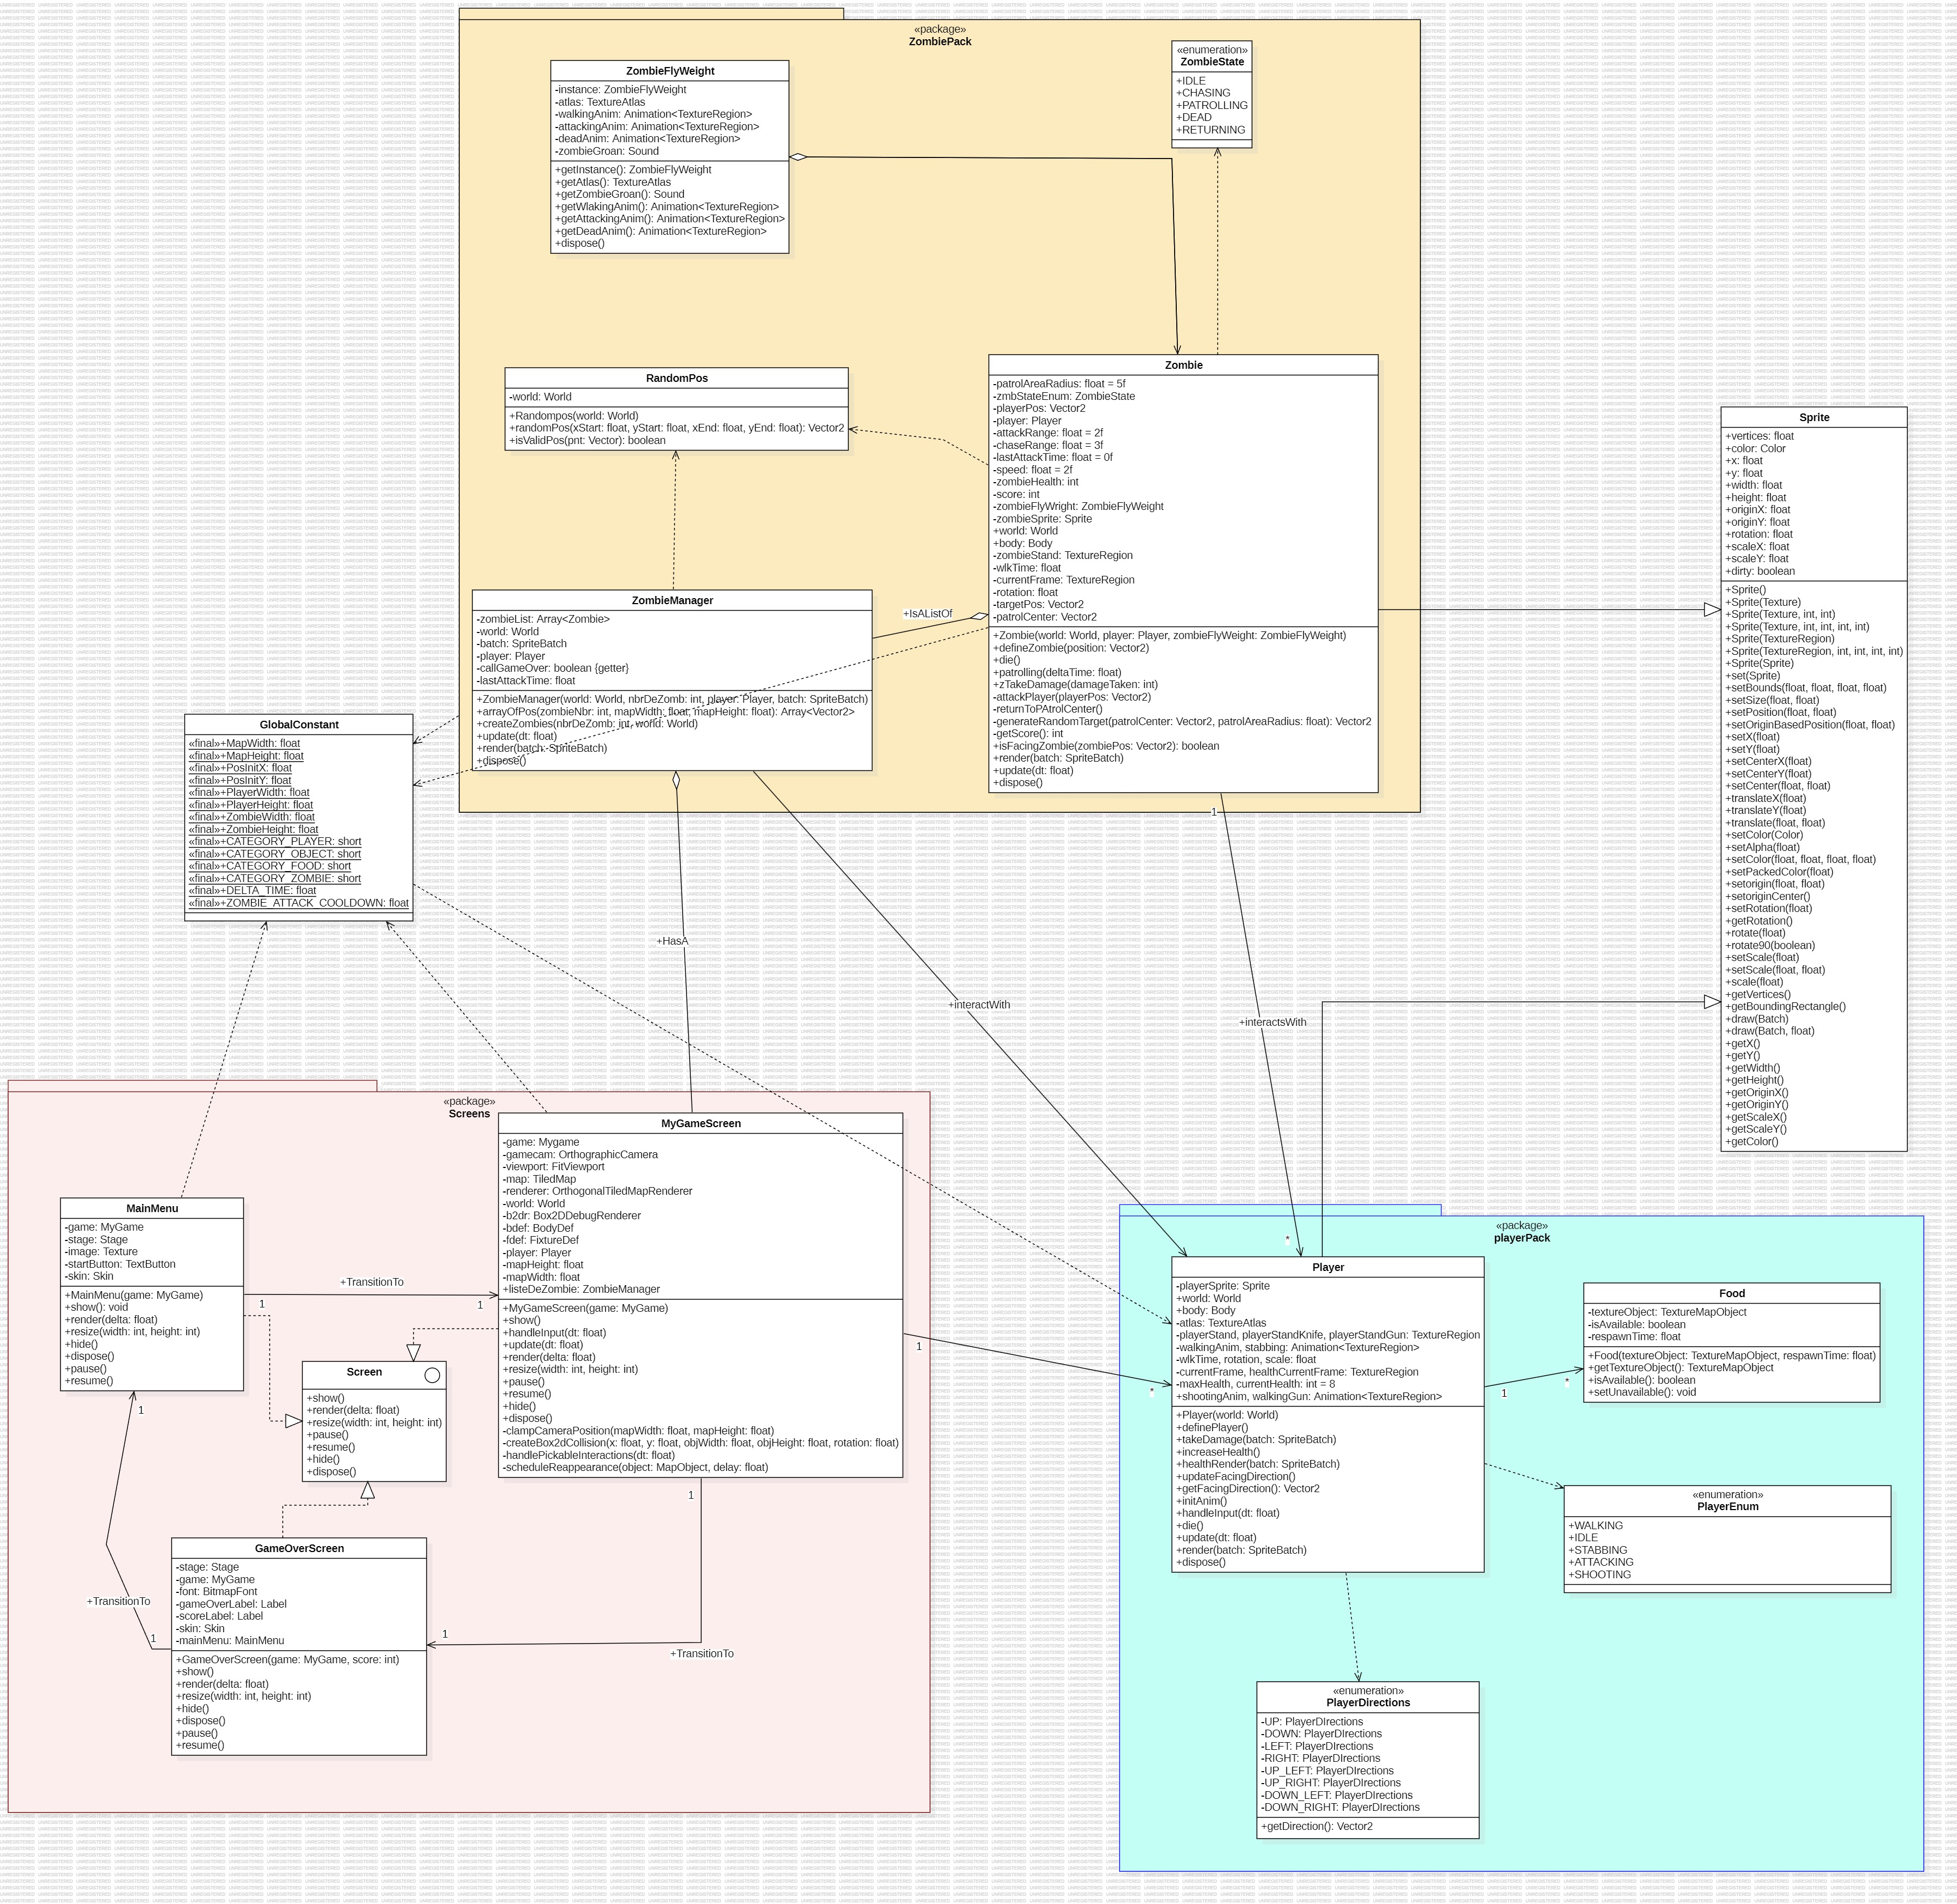 «package»
ZombiePack
ZombieFlyWeight
-instance: ZombieFlyWeight
-atlas: TextureAtlas
-walkingAnim: Animation<TextureRegion>
-attackingAnim: Animation<TextureRegion>
-deadAnim: Animation<TextureRegion>
-zombieGroan: Sound
+getInstance(): ZombieFlyWeight
+getAtlas(): TextureAtlas
+getZombieGroan(): Sound
+getWlakingAnim(): Animation<TextureRegion>
+getAttackingAnim(): Animation<TextureRegion>
+getDeadAnim(): Animation<TextureRegion>
+dispose()
«enumeration»
ZombieState
+IDLE
+CHASING
+PATROLLING
+DEAD
+RETURNING
RandomPos
-world: World
+Randompos(world: World)
+randomPos(xStart: float, yStart: float, xEnd: float, yEnd: float): Vector2
+isValidPos(pnt: Vector): boolean
Zombie
-patrolAreaRadius: float = 5f
-zmbStateEnum: ZombieState
-playerPos: Vector2
-player: Player
-attackRange: float = 2f
-chaseRange: float = 3f
-lastAttackTime: float = 0f
-speed: float = 2f
-zombieHealth: int
-score: int
-zombieFlyWright: ZombieFlyWeight
-zombieSprite: Sprite
+world: World
+body: Body
-zombieStand: TextureRegion
-wlkTime: float
-currentFrame: TextureRegion
-rotation: float
-targetPos: Vector2
-patrolCenter: Vector2
+Zombie(world: World, player: Player, zombieFlyWeight: ZombieFlyWeight)
+defineZombie(position: Vector2)
+die()
+patrolling(deltaTime: float)
+zTakeDamage(damageTaken: int)
-attackPlayer(playerPos: Vector2)
-returnToPAtrolCenter()
-generateRandomTarget(patrolCenter: Vector2, patrolAreaRadius: float): Vector2
-getScore(): int
+isFacingZombie(zombiePos: Vector2): boolean
+render(batch: SpriteBatch)
+update(dt: float)
+dispose()
ZombieManager
-zombieList: Array<Zombie>
-world: World
-batch: SpriteBatch
-player: Player
-callGameOver: boolean {getter}
-lastAttackTime: float
+ZombieManager(world: World, nbrDeZomb: int, player: Player, batch: SpriteBatch)
+arrayOfPos(zombieNbr: int, mapWidth: float, mapHeight: float): Array<Vector2>
+createZombies(nbrDeZomb: int, world: World)
+update(dt: float)
+render(batch: SpriteBatch)
+dispose()
+IsAListOf
Sprite
+vertices: float
+color: Color
+x: float
+y: float
+width: float
+height: float
+originX: float
+originY: float
+rotation: float
+scaleX: float
+scaleY: float
+dirty: boolean
+Sprite()
+Sprite(Texture)
+Sprite(Texture, int, int)
+Sprite(Texture, int, int, int, int)
+Sprite(TextureRegion)
+Sprite(TextureRegion, int, int, int, int)
+Sprite(Sprite)
+set(Sprite)
+setBounds(float, float, float, float)
+setSize(float, float)
+setPosition(float, float)
+setOriginBasedPosition(float, float)
+setX(float)
+setY(float)
+setCenterX(float)
+setCenterY(float)
+setCenter(float, float)
+translateX(float)
+translateY(float)
+translate(float, float)
+setColor(Color)
+setAlpha(float)
+setColor(float, float, float, float)
+setPackedColor(float)
+setorigin(float, float)
+setoriginCenter()
+setRotation(float)
+getRotation()
+rotate(float)
+rotate90(boolean)
+setScale(float)
+setScale(float, float)
+scale(float)
+getVertices()
+getBoundingRectangle()
+draw(Batch)
+draw(Batch, float)
+getX()
+getY()
+getWidth()
+getHeight()
+getOriginX()
+getOriginY()
+getScaleX()
+getScaleY()
+getColor()
GlobalConstant
«final»+MapWidth: float
«final»+MapHeight: float
«final»+PosInitX: float
«final»+PosInitY: float
«final»+PlayerWidth: float
«final»+PlayerHeight: float
«final»+ZombieWidth: float
«final»+ZombieHeight: float
«final»+CATEGORY_PLAYER: short
«final»+CATEGORY_OBJECT: short
«final»+CATEGORY_FOOD: short
«final»+CATEGORY_ZOMBIE: short
«final»+DELTA_TIME: float
«final»+ZOMBIE_ATTACK_COOLDOWN: float
1
+HasA
+interactWith
+interactsWith
*
«package»
Screens
MyGameScreen
-game: Mygame
-gamecam: OrthographicCamera
-viewport: FitViewport
-map: TiledMap
-renderer: OrthogonalTiledMapRenderer
-world: World
-b2dr: Box2DDebugRenderer
-bdef: BodyDef
-fdef: FixtureDef
-player: Player
-mapHeight: float
-mapWidth: float
+listeDeZombie: ZombieManager
+MyGameScreen(game: MyGame)
+show()
+handleInput(dt: float)
+update(dt: float)
+render(delta: float)
+resize(width: int, height: int)
+pause()
+resume()
+hide()
+dispose()
-clampCameraPosition(mapWidth: float, mapHeight: float)
-createBox2dCollision(x: float, y: float, objWidth: float, objHeight: float, rotation: float)
-handlePickableInteractions(dt: float)
-scheduleReappearance(object: MapObject, delay: float)
MainMenu
-game: MyGame
-stage: Stage
-image: Texture
-startButton: TextButton
-skin: Skin
+MainMenu(game: MyGame)
+show(): void
+render(delta: float)
+resize(width: int, height: int)
+hide()
+dispose()
+pause()
+resume()
+TransitionTo
1
1
Screen
+show()
+render(delta: float)
+resize(width: int, height: int)
+pause()
+resume()
+hide()
+dispose()
1
+TransitionTo
1
GameOverScreen
-stage: Stage
-game: MyGame
-font: BitmapFont
-gameOverLabel: Label
-scoreLabel: Label
-skin: Skin
-mainMenu: MainMenu
+GameOverScreen(game: MyGame, score: int)
+show()
+render(delta: float)
+resize(width: int, height: int)
+hide()
+dispose()
+pause()
+resume()
1
1
+TransitionTo
1
*
«package»
playerPack
Player
-playerSprite: Sprite
+world: World
+body: Body
-atlas: TextureAtlas
-playerStand, playerStandKnife, playerStandGun: TextureRegion
-walkingAnim, stabbing: Animation<TextureRegion>
-wlkTime, rotation, scale: float
-currentFrame, healthCurrentFrame: TextureRegion
-maxHealth, currentHealth: int = 8
+shootingAnim, walkingGun: Animation<TextureRegion>
+Player(world: World)
+definePlayer()
+takeDamage(batch: SpriteBatch)
+increaseHealth()
+healthRender(batch: SpriteBatch)
+updateFacingDirection()
+getFacingDirection(): Vector2
+initAnim()
+handleInput(dt: float)
+die()
+update(dt: float)
+render(batch: SpriteBatch)
+dispose()
1
*
Food
-textureObject: TextureMapObject
-isAvailable: boolean
-respawnTime: float
+Food(textureObject: TextureMapObject, respawnTime: float)
+getTextureObject(): TextureMapObject
+isAvailable(): boolean
+setUnavailable(): void
«enumeration»
PlayerEnum
+WALKING
+IDLE
+STABBING
+ATTACKING
+SHOOTING
«enumeration»
PlayerDirections
-UP: PlayerDIrections
-DOWN: PlayerDIrections
-LEFT: PlayerDIrections
-RIGHT: PlayerDIrections
-UP_LEFT: PlayerDIrections
-UP_RIGHT: PlayerDIrections
-DOWN_LEFT: PlayerDIrections
-DOWN_RIGHT: PlayerDIrections
+getDirection(): Vector2